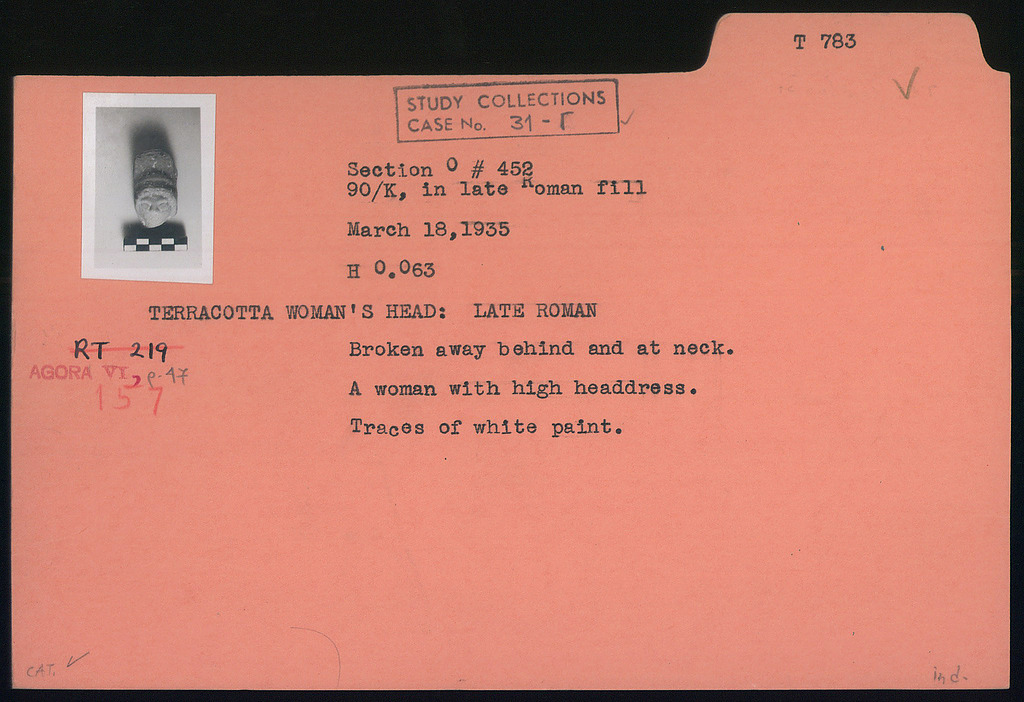 T 783
STUDY COLLECTIONS
CASE No. 31 - Γ
Section O # 452
90/K, in late Roman fill
March 18,1935
H 0.063
TERRACOTTA WOMAN'S HEAD: LATE ROMAN
RT 219
Broken away behind and at neck.
AGORA VI, p. 47
157
A woman with high headdress.
Traces of white paint.
CAT. ✓
ind.